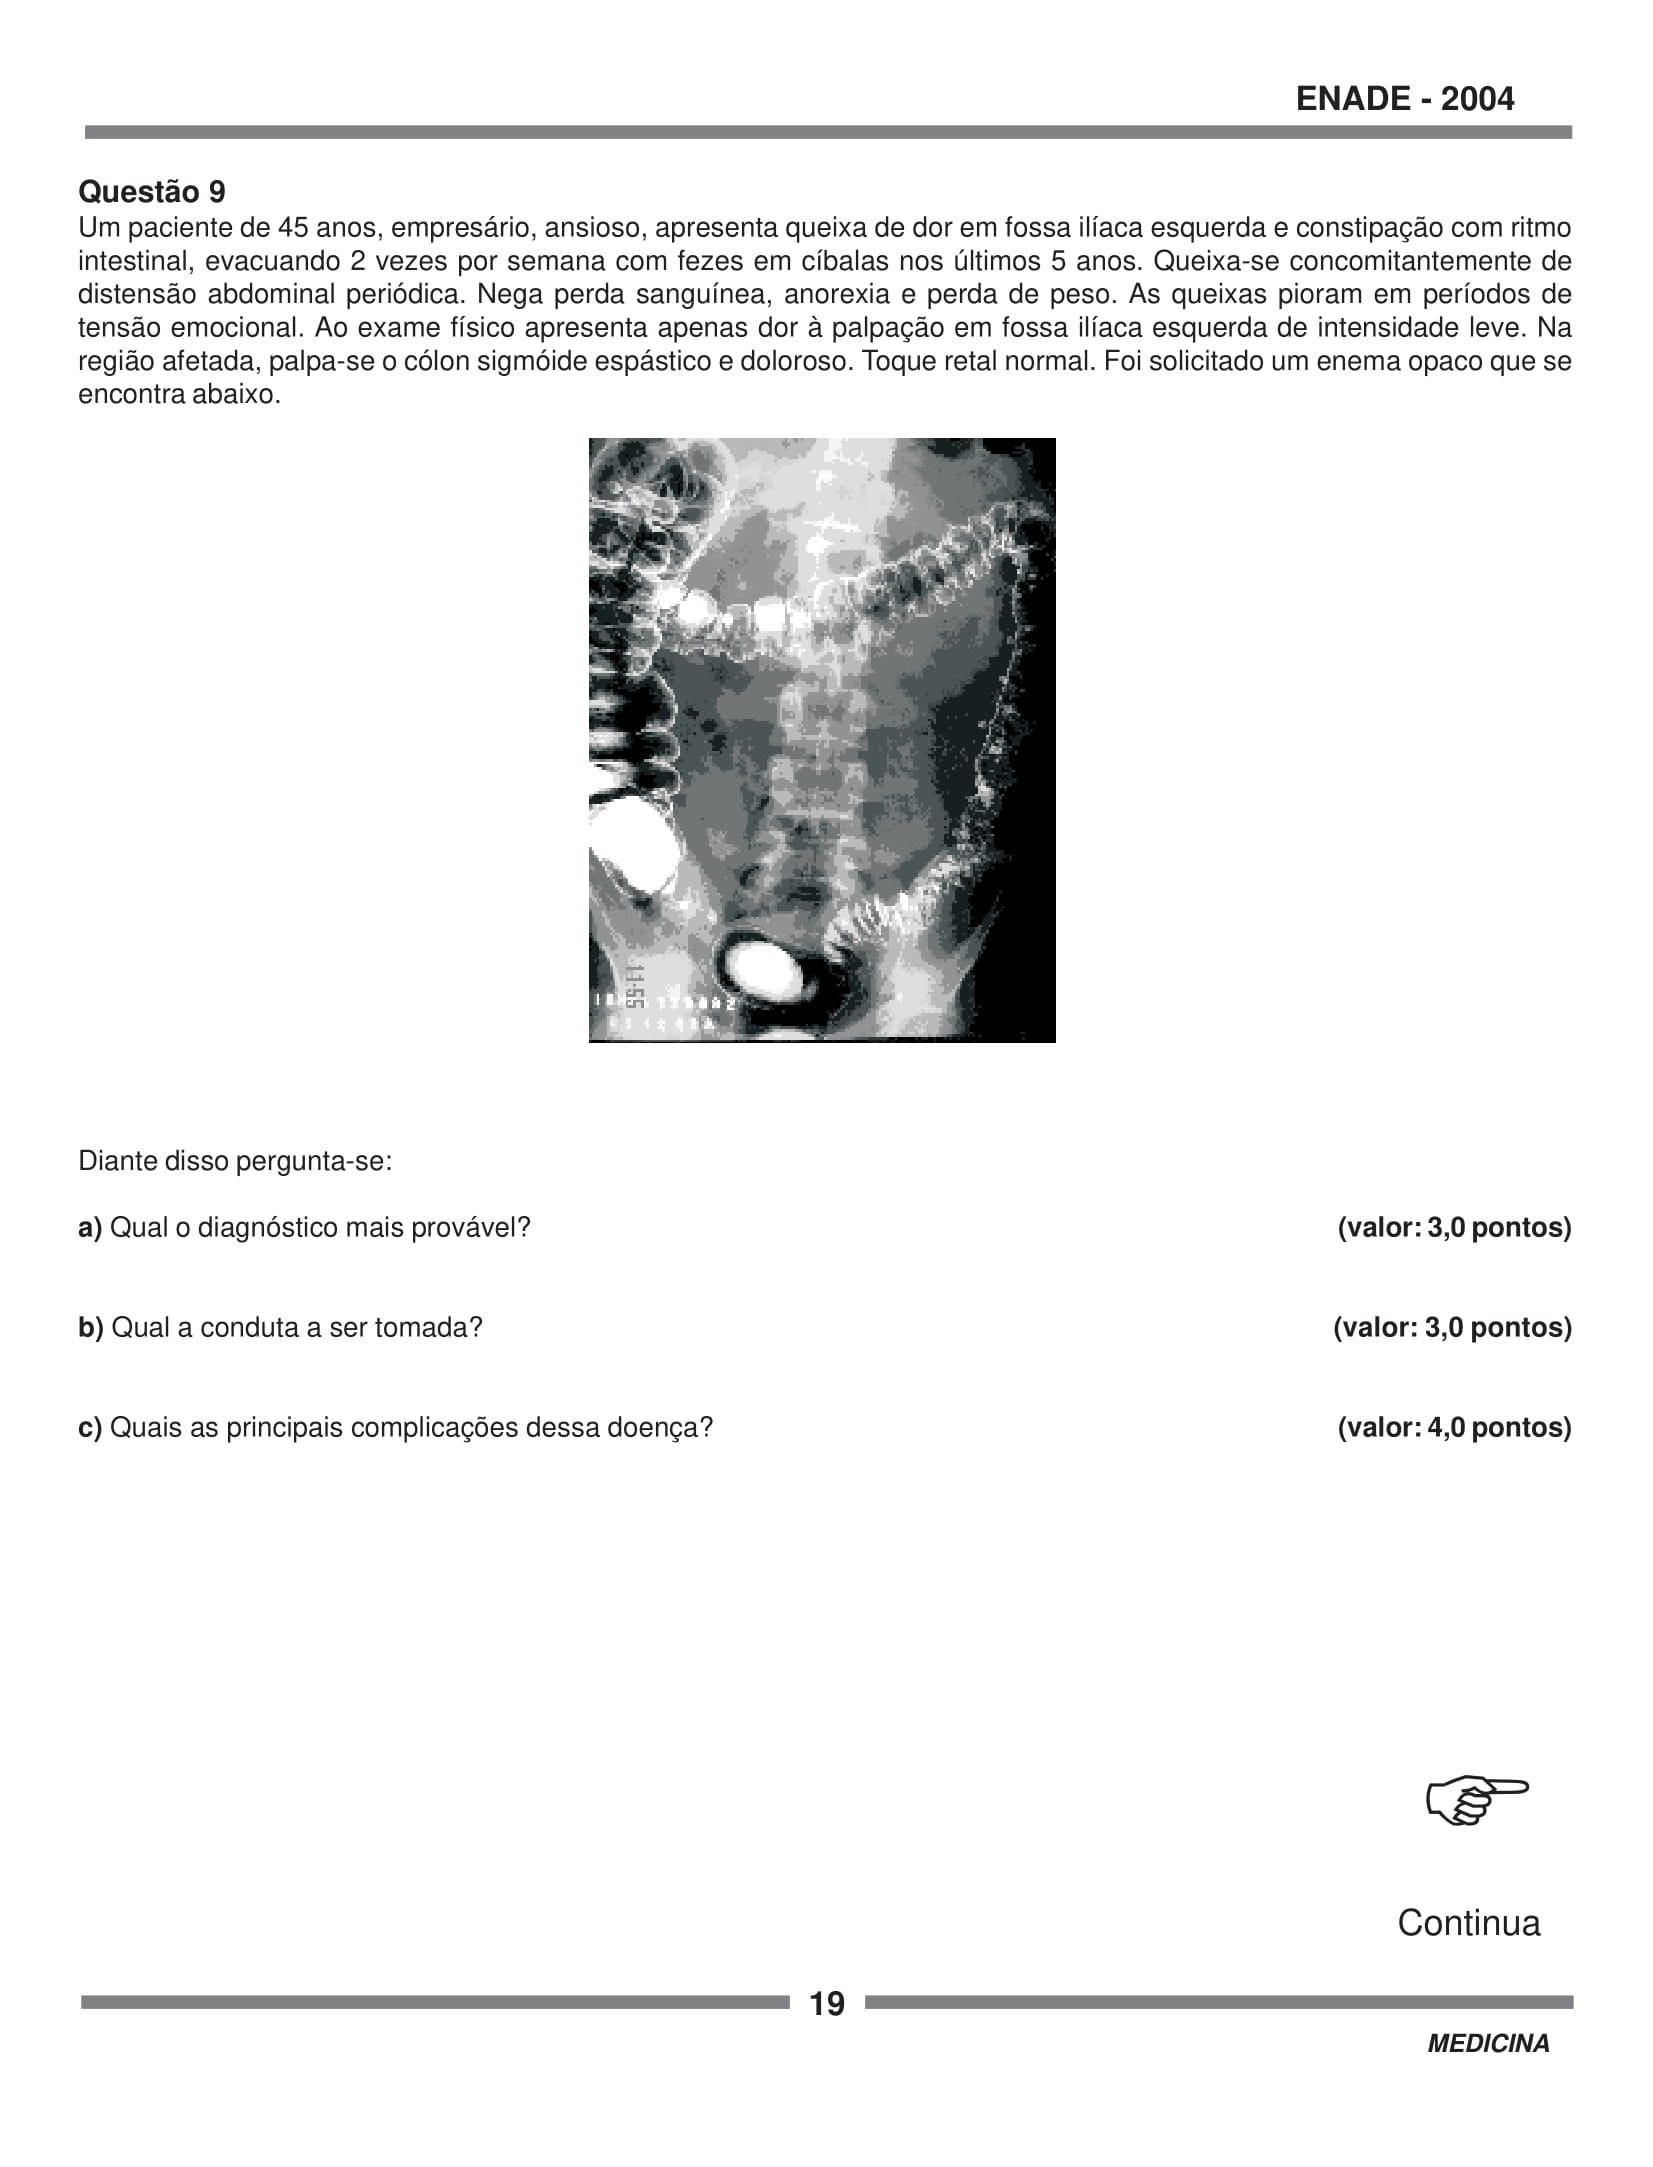 ENADE - 2004
Questão 9
Um paciente de 45 anos, empresário, ansioso, apresenta queixa de dor em fossa ilíaca esquerda e constipação com ritmo
intestinal, evacuando 2 vezes por semana com fezes em cíbalas nos últimos 5 anos. Queixa-se concomitantemente de
distensão abdominal periódica. Nega perda sanguínea, anorexia e perda de peso. As queixas pioram em períodos de
tensão emocional. Ao exame físico apresenta apenas dor à palpação em fossa ilíaca esquerda de intensidade leve. Na
região afetada, palpa-se o cólon sigmóide espástico e doloroso. Toque retal normal. Foi solicitado um enema opaco que se
encontra abaixo.
11:55
Diante disso pergunta-se:
a) Qual o diagnóstico mais provável? (valor: 3,0 pontos)
b) Qual a conduta a ser tomada? (valor: 3,0 pontos)
c) Quais as principais complicações dessa doença? (valor: 4,0 pontos)
Continua
19
MEDICINA